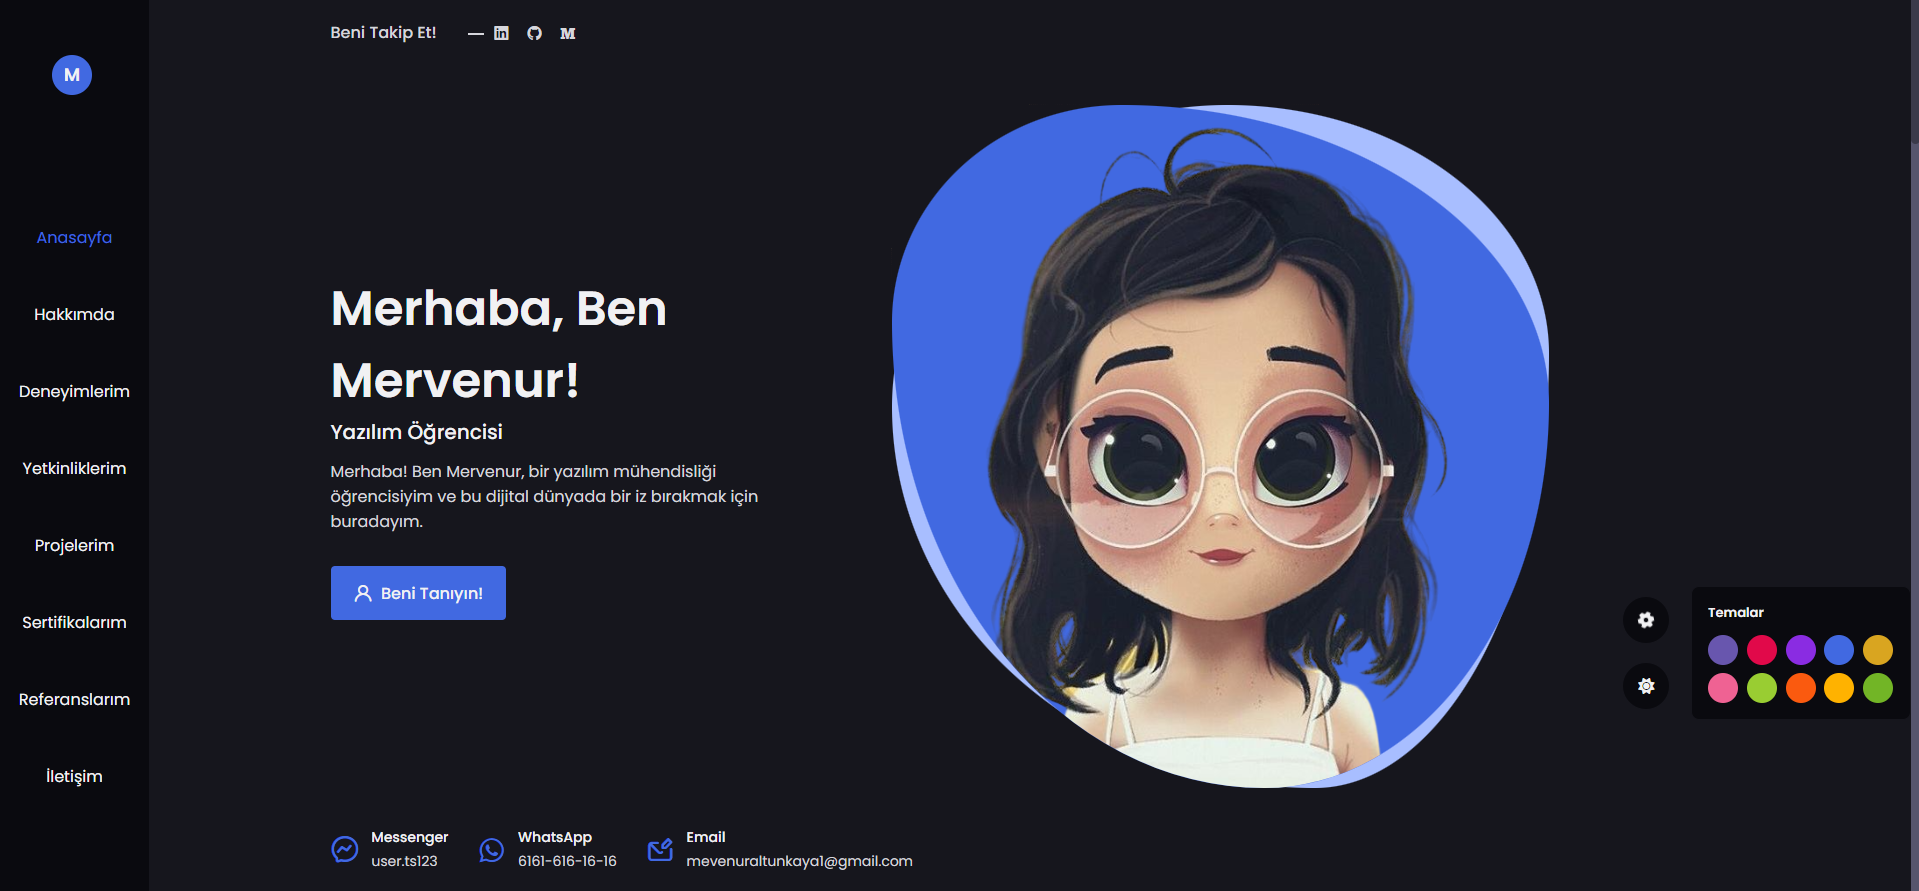 M
Anasayfa
Hakkımda
Deneyimlerim
Yetkinliklerim
Projelerim
Sertifikalarım
Referanslarım
İletişim
Beni Takip Et!
Merhaba, Ben
Mervenur!
Yazılım Öğrencisi
Merhaba! Ben Mervenur, bir yazılım mühendisliği
öğrencisiyim ve bu dijital dünyada bir iz bırakmak için
buradayım.
Beni Tanıyın!
Temalar
Messenger
user.ts123
WhatsApp
6161-616-16-16
Email
mevenuraltunkaya1@gmail.com